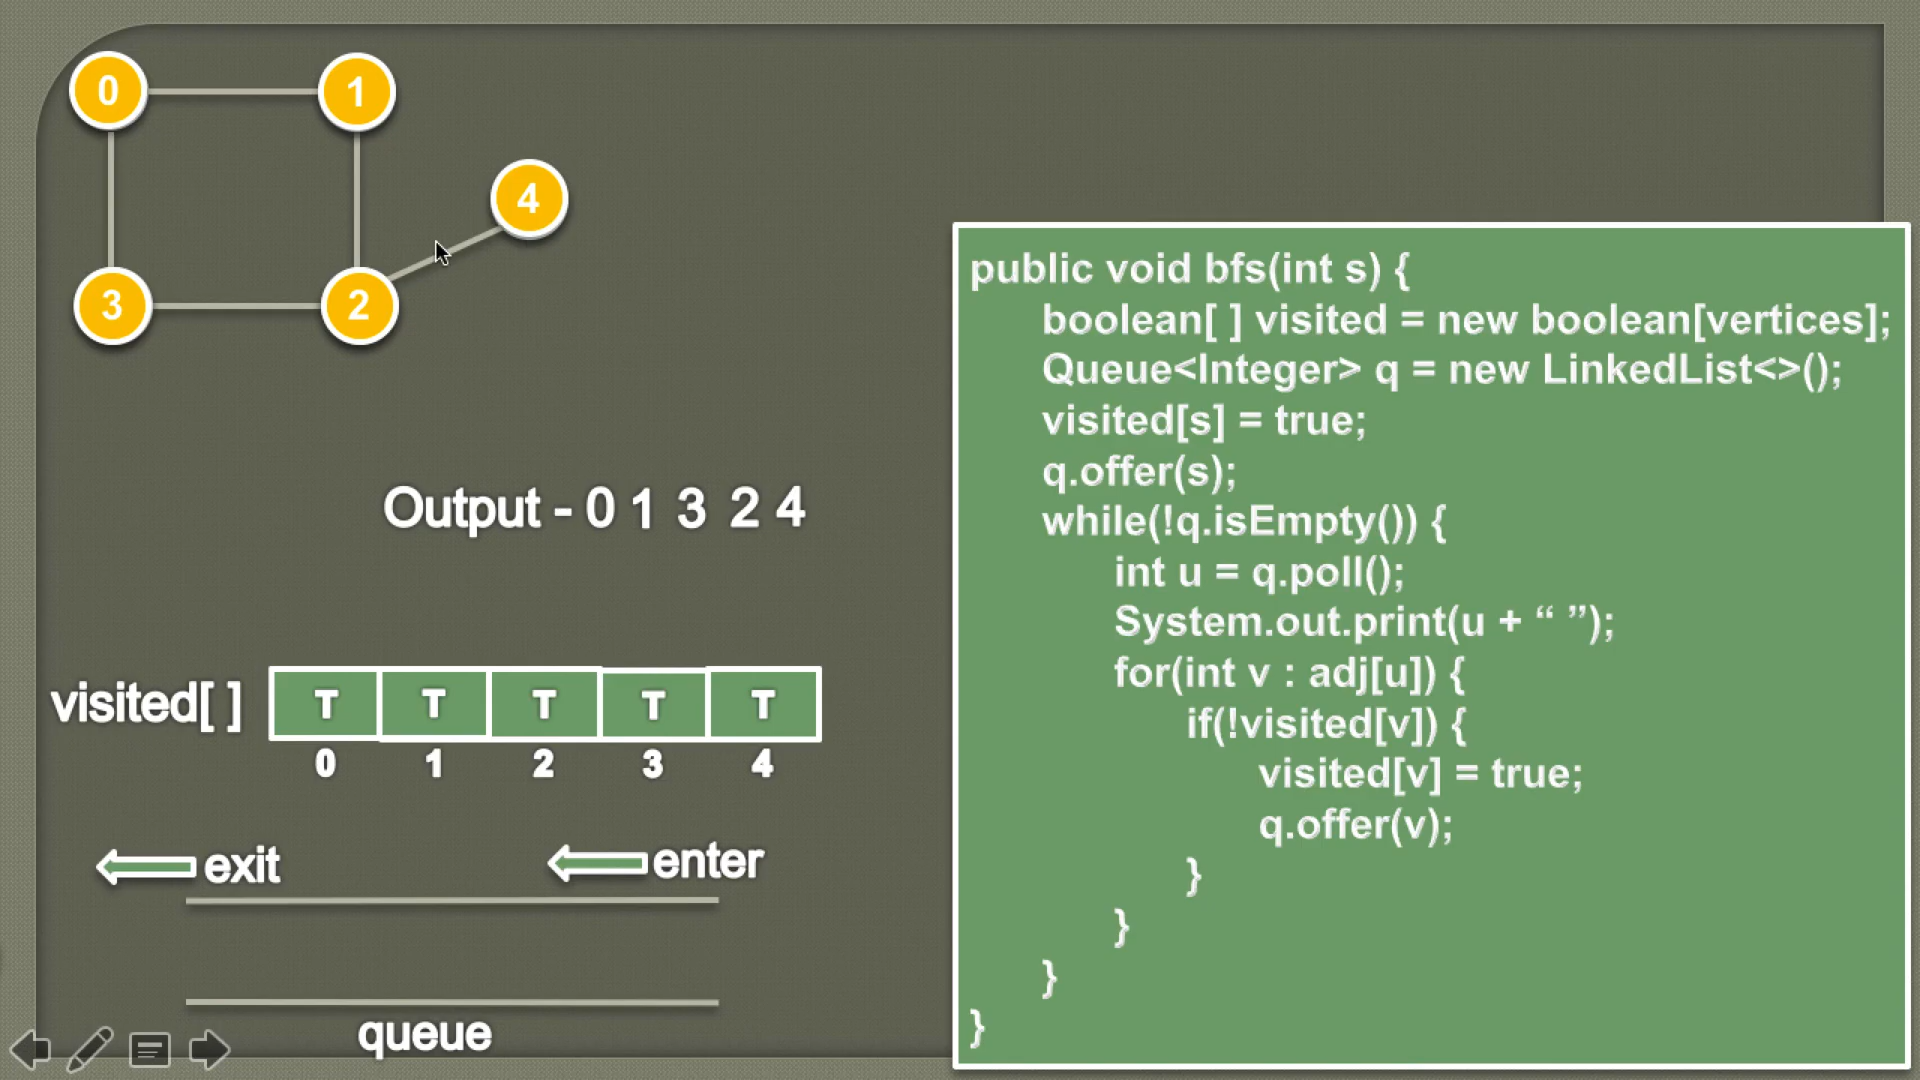 0 1
4
3 2
public void bfs(int s) {
boolean[ ] visited = new boolean[vertices];
Queue<Integer> q = new LinkedList<>();
visited[s] = true;
q.offer(s);
while(!q.isEmpty()) {
int u = q.poll();
System.out.print(u + “ ”);
for(int v : adj[u]) {
if(!visited[v]) {
visited[v] = true;
q.offer(v);
}
}
}
}
Output - 0 1 3 2 4
visited[ ] T T T T T
0 1 2 3 4
exit enter
queue